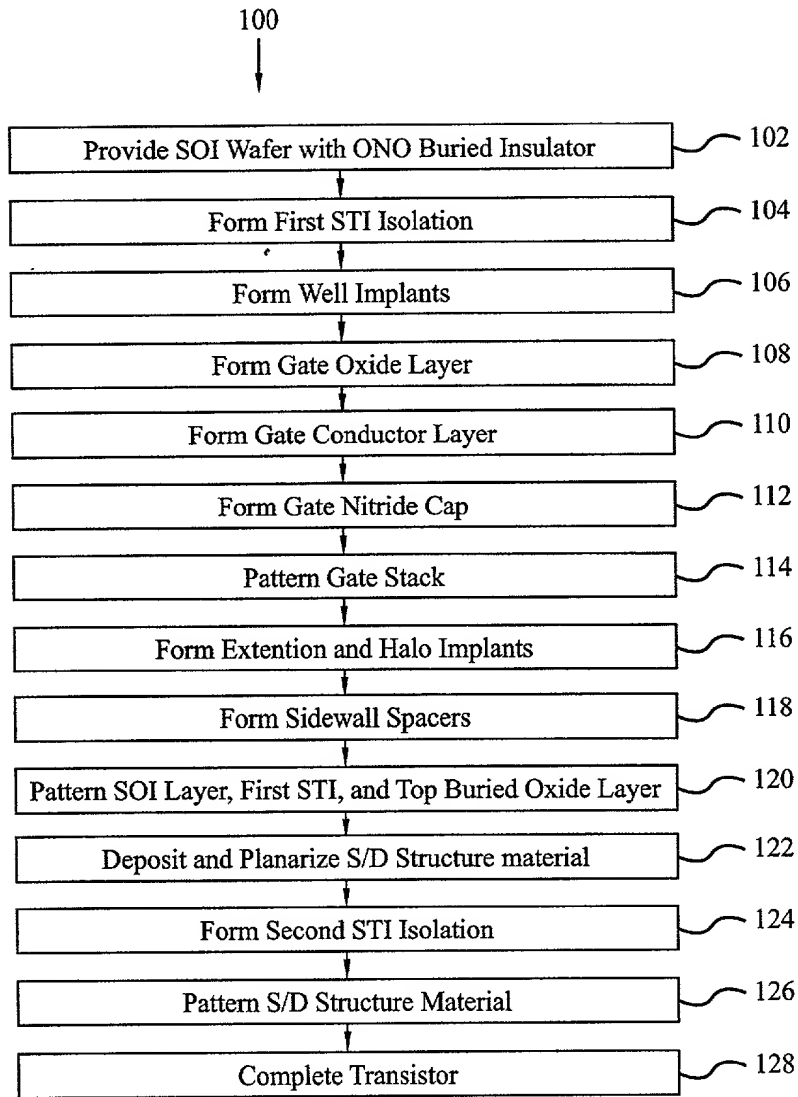 100
Provide SOI Wafer with ONO Buried Insulator 102
Form First STI Isolation 104
Form Well Implants 106
Form Gate Oxide Layer 108
Form Gate Conductor Layer 110
Form Gate Nitride Cap 112
Pattern Gate Stack 114
Form Extention and Halo Implants 116
Form Sidewall Spacers 118
Pattern SOI Layer, First STI, and Top Buried Oxide Layer 120
Deposit and Planarize S/D Structure material 122
Form Second STI Isolation 124
Pattern S/D Structure Material 126
Complete Transistor 128